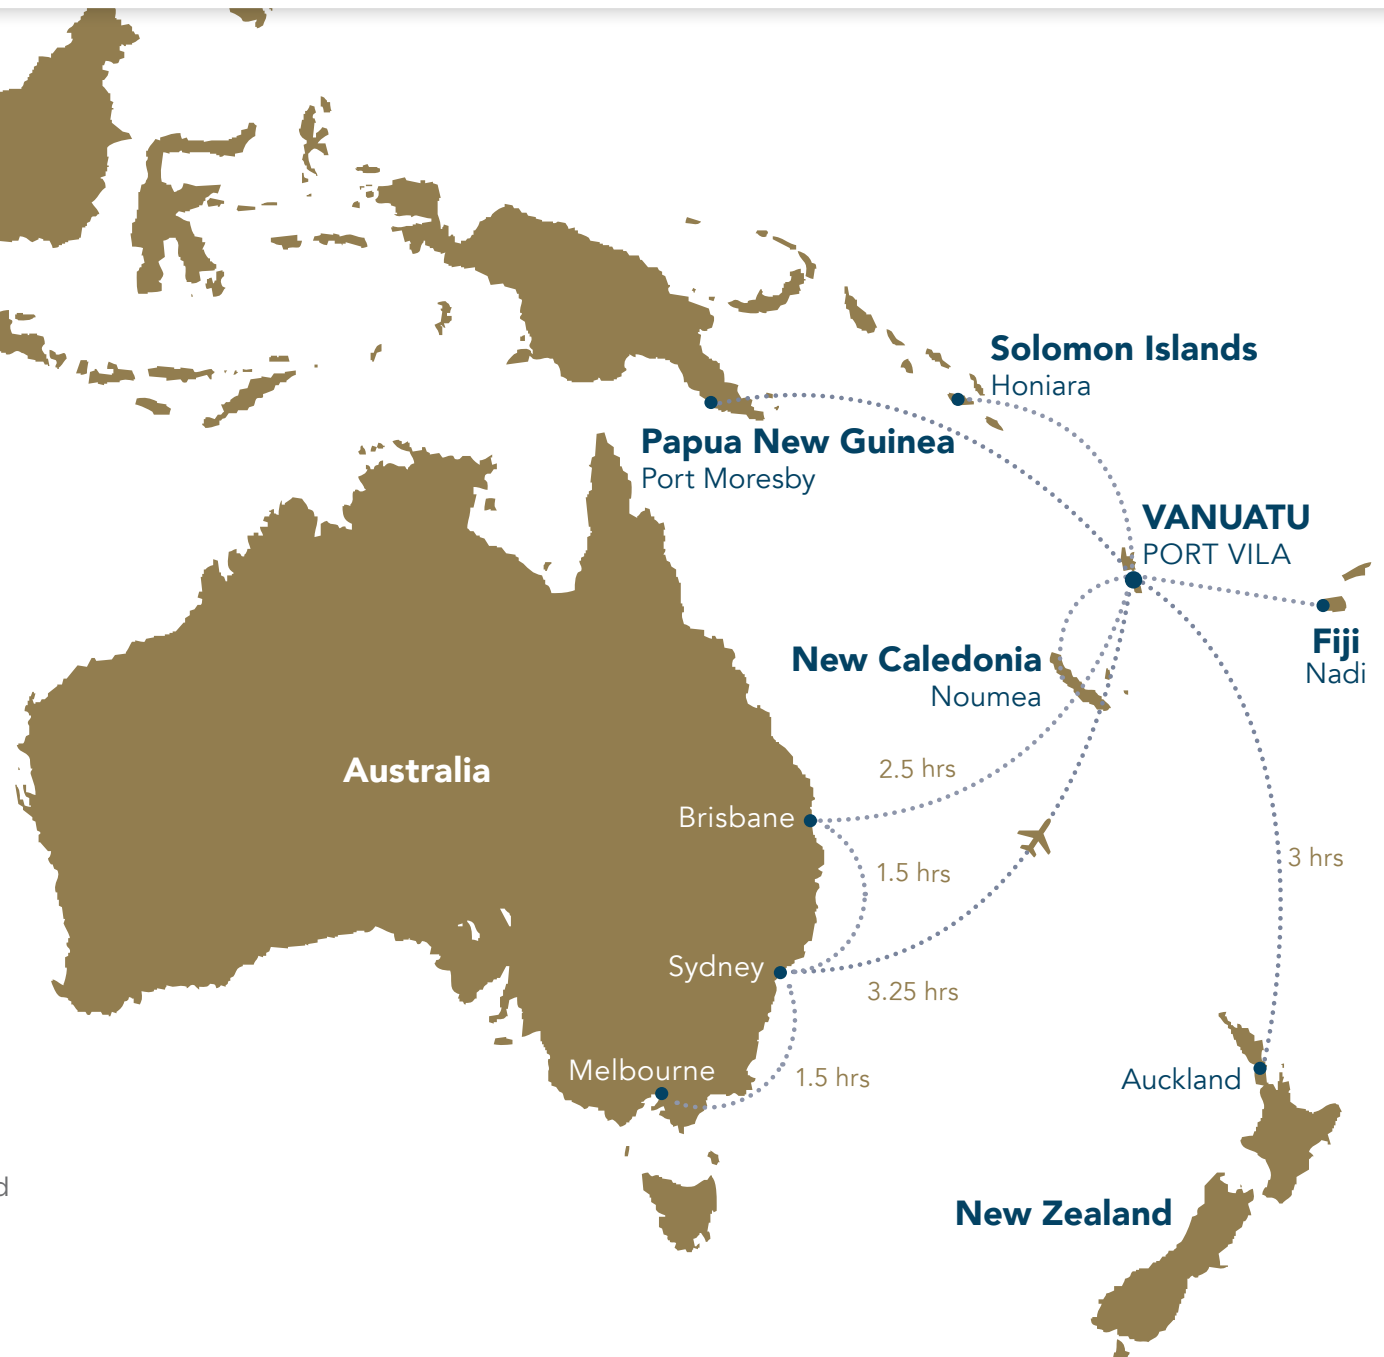 Solomon Islands
Honiara
Papua New Guinea
Port Moresby
VANUATU
PORT VILA
Fiji
Nadi
New Caledonia
Noumea
Australia
2.5 hrs
Brisbane
1.5 hrs
3 hrs
Sydney
3.25 hrs
Melbourne
1.5 hrs
Auckland
d
New Zealand